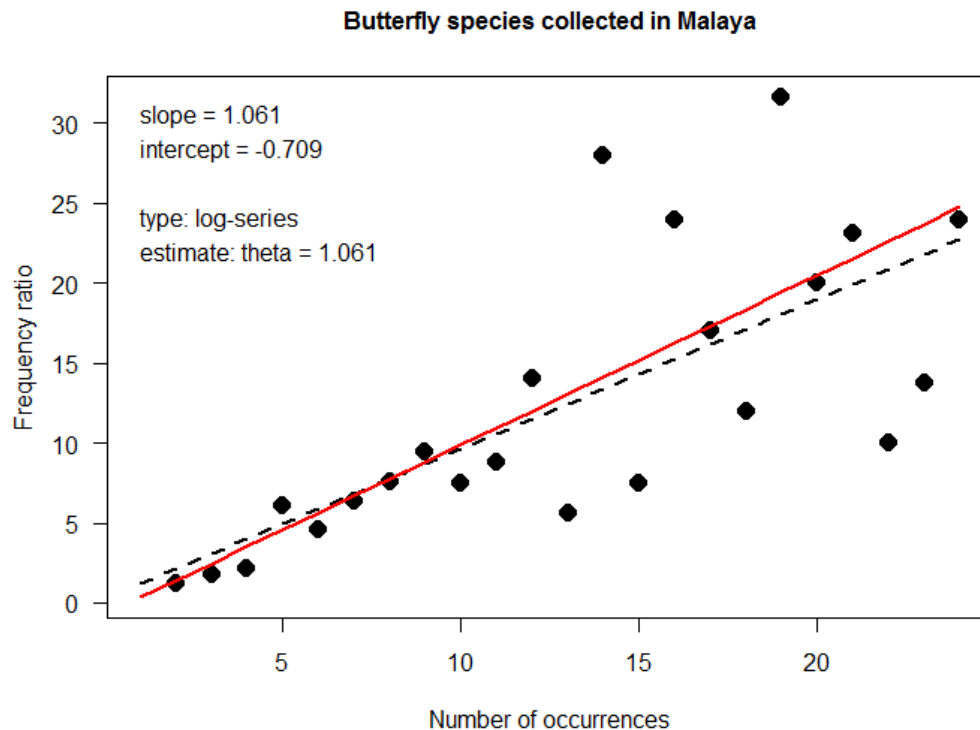 Butterfly species collected in Malaya
slope = 1.061
intercept = -0.709
type: log-series
estimate: theta = 1.061
Frequency ratio
30
25
20
15
10
5
0
5 10 15 20
Number of occurrences